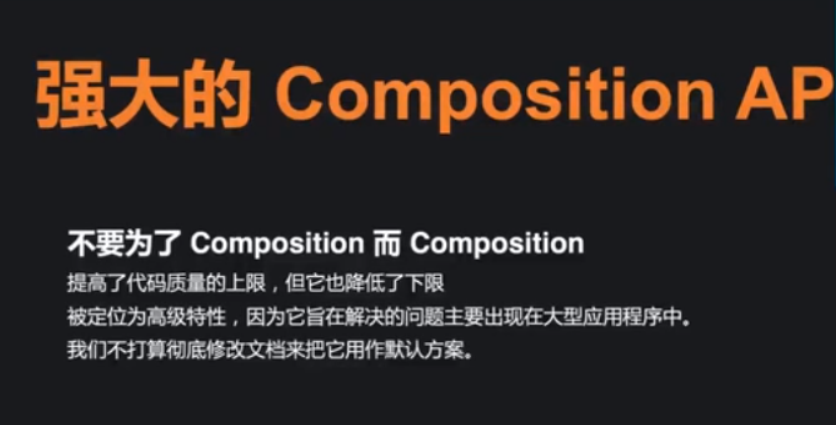 强大的 Composition AP
不要为了 Composition 而 Composition
提高了代码质量的上限，但它也降低了下限
被定位为高级特性，因为它旨在解决的问题主要出现在大型应用程序中。
我们不打算彻底修改文档来把它用作默认方案。